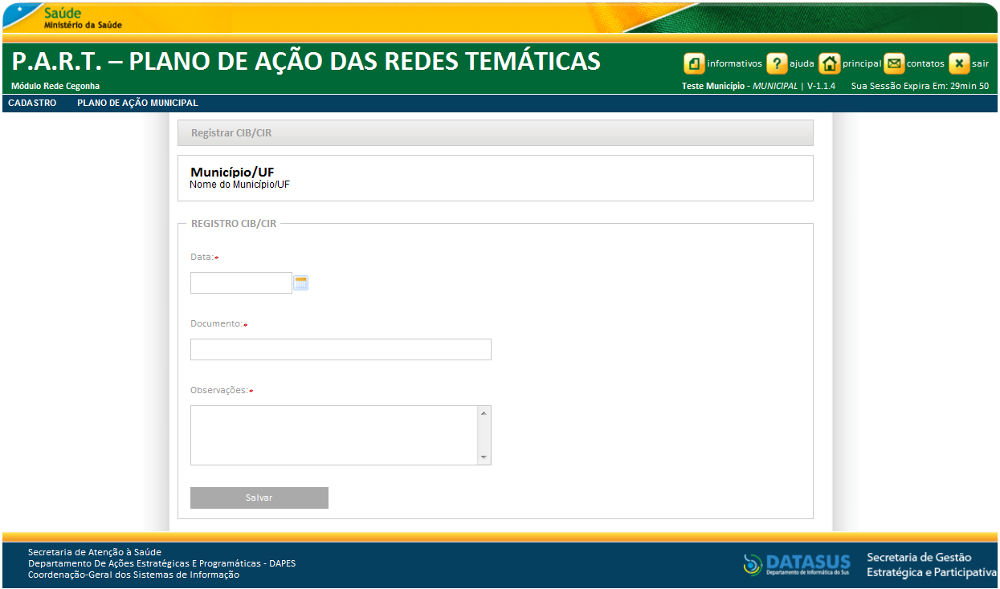 Saúde
Ministério da Saúde
P.A.R.T. – PLANO DE AÇÃO DAS REDES TEMÁTICAS
informativos ? ajuda principal contatos sair
Módulo Rede Cegonha
Teste Município - MUNICIPAL | V-1.1.4 Sua Sessão Expira Em: 29min 50
CADASTRO PLANO DE AÇÃO MUNICIPAL
Registrar CIB/CIR
Município/UF
Nome do Município/UF
REGISTRO CIB/CIR
Data:*
Documento:*
Observações:*
Salvar
Secretaria de Atenção à Saúde
Departamento De Ações Estratégicas E Programáticas - DAPES
Coordenação-Geral dos Sistemas de Informação
DATASUS
Departamento de Informática do Sus
Secretaria de Gestão
Estratégica e Participativa